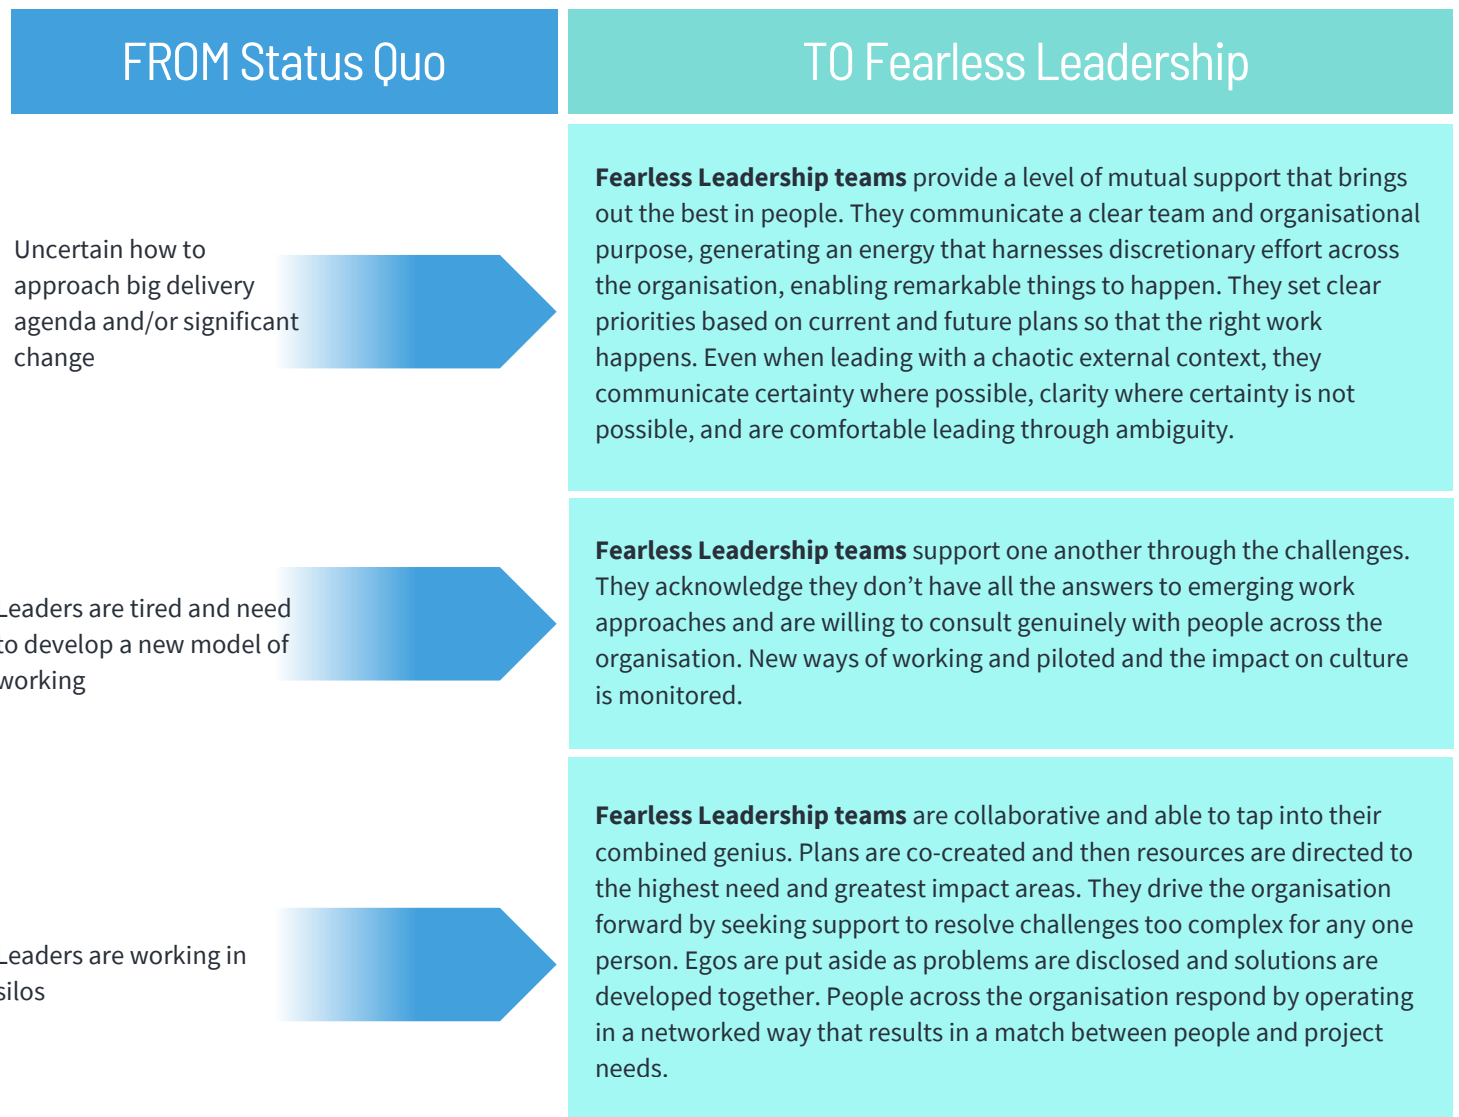 FROM Status Quo
TO Fearless Leadership
Uncertain how to
approach big delivery
agenda and/or significant
change
Fearless Leadership teams provide a level of mutual support that brings
out the best in people. They communicate a clear team and organisational
purpose, generating an energy that harnesses discretionary effort across
the organisation, enabling remarkable things to happen. They set clear
priorities based on current and future plans so that the right work
happens. Even when leading with a chaotic external context, they
communicate certainty where possible, clarity where certainty is not
possible, and are comfortable leading through ambiguity.
Leaders are tired and need
to develop a new model of
working
Fearless Leadership teams support one another through the challenges.
They acknowledge they don’t have all the answers to emerging work
approaches and are willing to consult genuinely with people across the
organisation. New ways of working and piloted and the impact on culture
is monitored.
Leaders are working in
silos
Fearless Leadership teams are collaborative and able to tap into their
combined genius. Plans are co-created and then resources are directed to
the highest need and greatest impact areas. They drive the organisation
forward by seeking support to resolve challenges too complex for any one
person. Egos are put aside as problems are disclosed and solutions are
developed together. People across the organisation respond by operating
in a networked way that results in a match between people and project
needs.